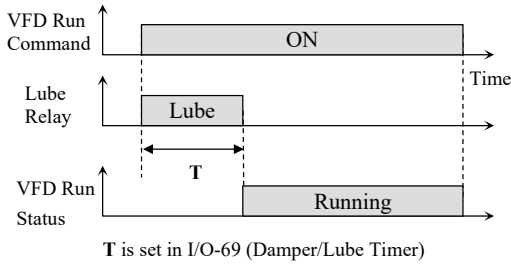 VFD Run
Command
ON
Time
Lube
Relay
Lube
T
VFD Run
Status
Running
T is set in I/O-69 (Damper/Lube Timer)